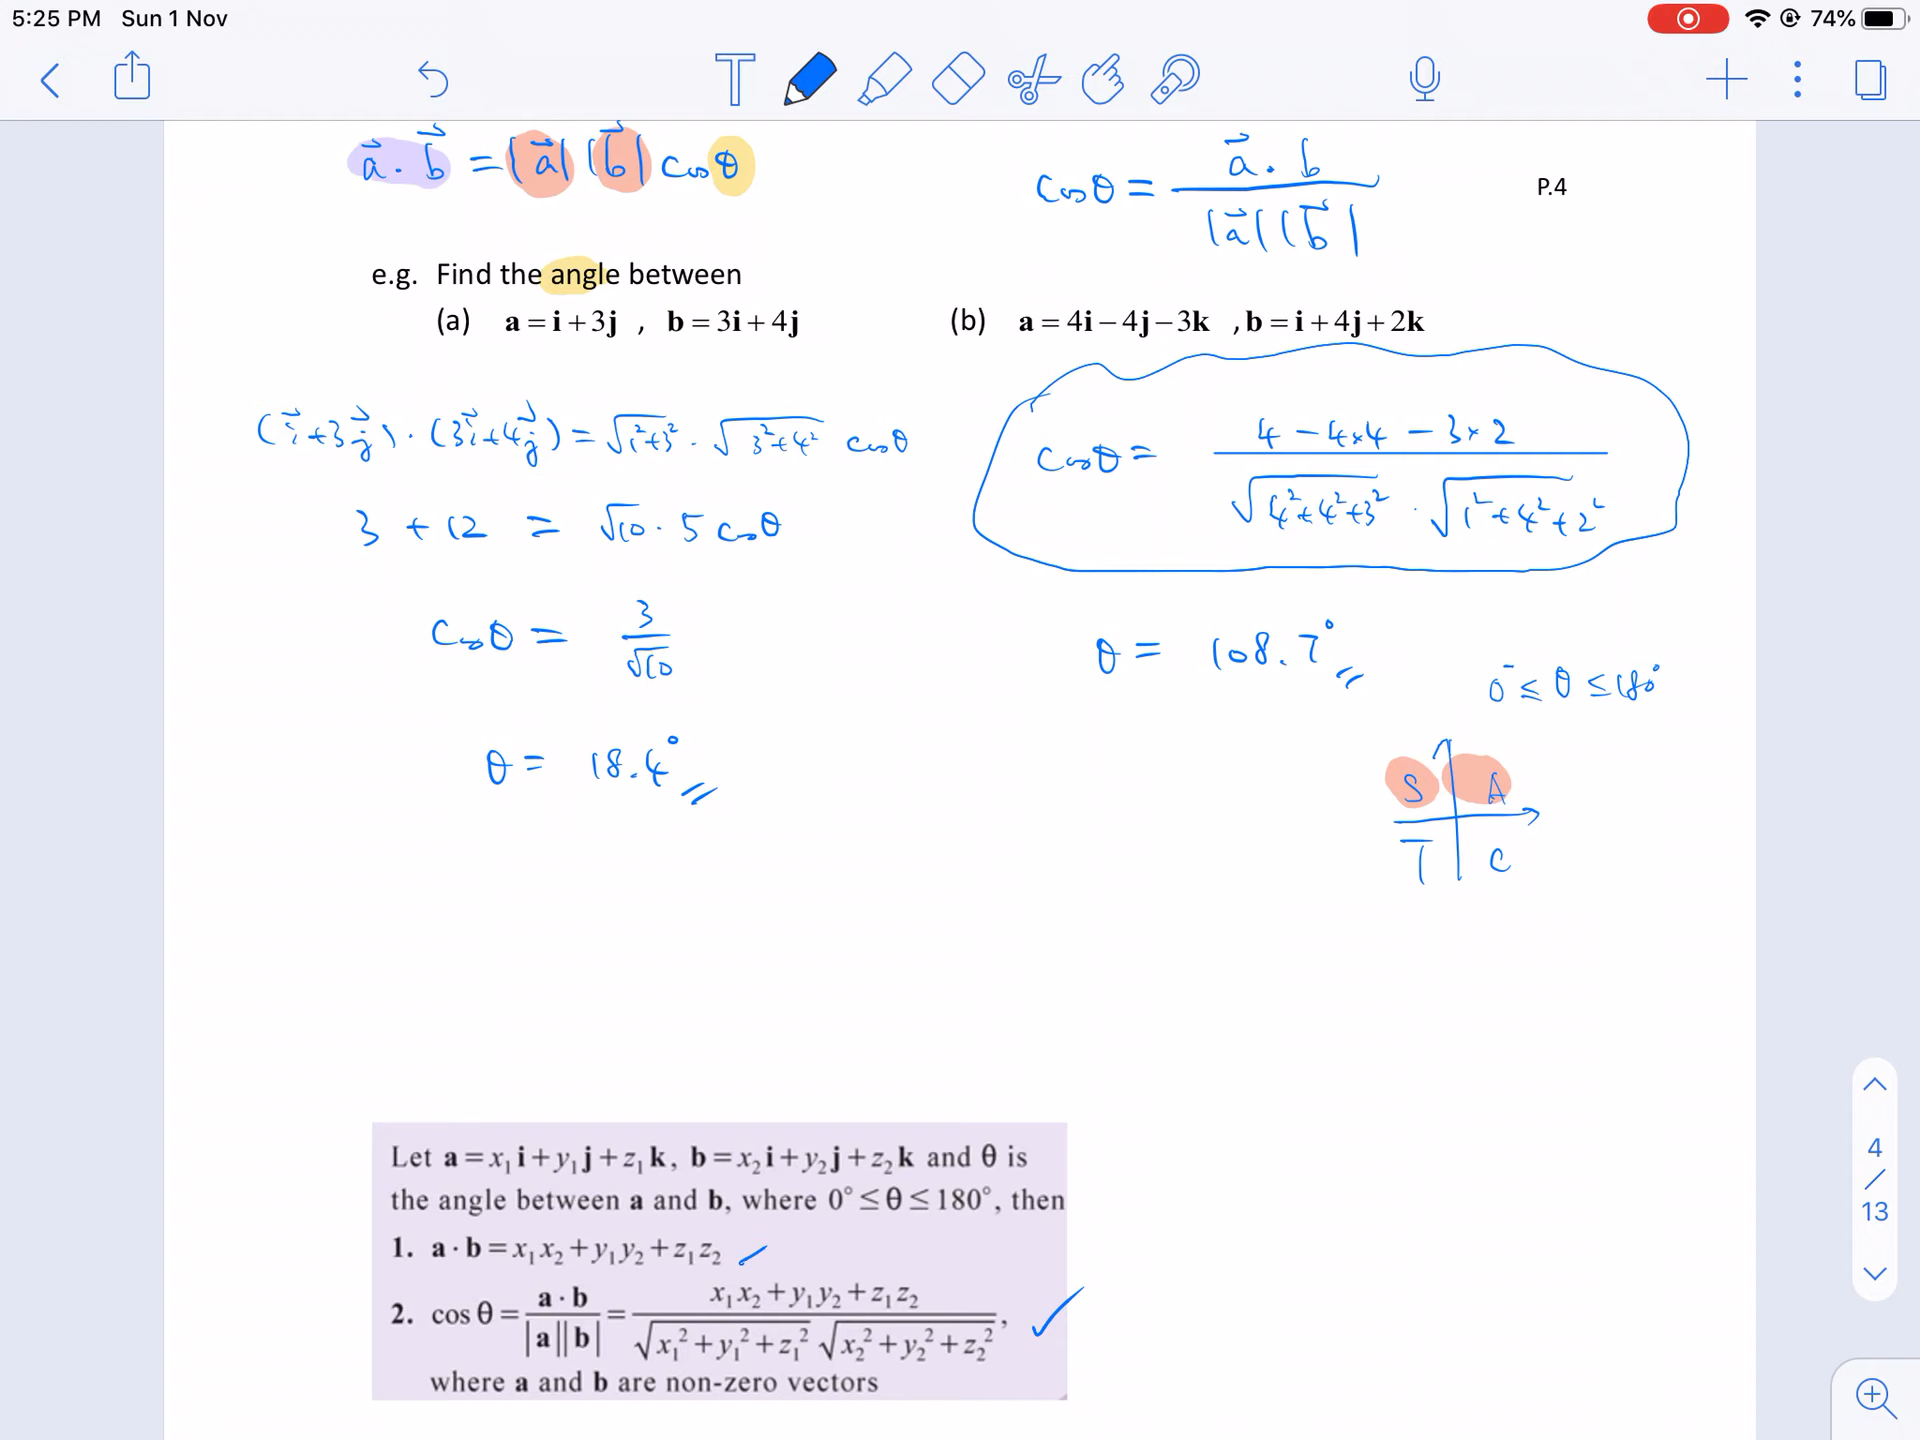 5:25 PM Sun 1 Nov
74%
T
a⃗ · b⃗ = |a⃗| |b⃗| cos θ
cos θ = a⃗ · b / |a⃗||b⃗|
P.4
e.g. Find the angle between
(a) a = i + 3j , b = 3i + 4j
(b) a = 4i − 4j − 3k , b = i + 4j + 2k
(i⃗ + 3j⃗) · (3i⃗ + 4j⃗) = √(1² + 3²) · √(3² + 4²) cos θ
3 + 12 = √10 · 5 cos θ
cos θ = 3 / √10
θ = 18.4°
cos θ = (4 − 4×4 − 3×2) / (√(4² + 4² + 3²) · √(1² + 4² + 2²))
θ = 108.7°
0° ≤ θ ≤ 180°
S A
T C
Let a = x₁i + y₁j + z₁k, b = x₂i + y₂j + z₂k and θ is
the angle between a and b, where 0° ≤ θ ≤ 180°, then
1. a · b = x₁x₂ + y₁y₂ + z₁z₂
2. cos θ = a · b / |a||b| = (x₁x₂ + y₁y₂ + z₁z₂) / (√(x₁² + y₁² + z₁²) √(x₂² + y₂² + z₂²)),
where a and b are non-zero vectors
4
/
13